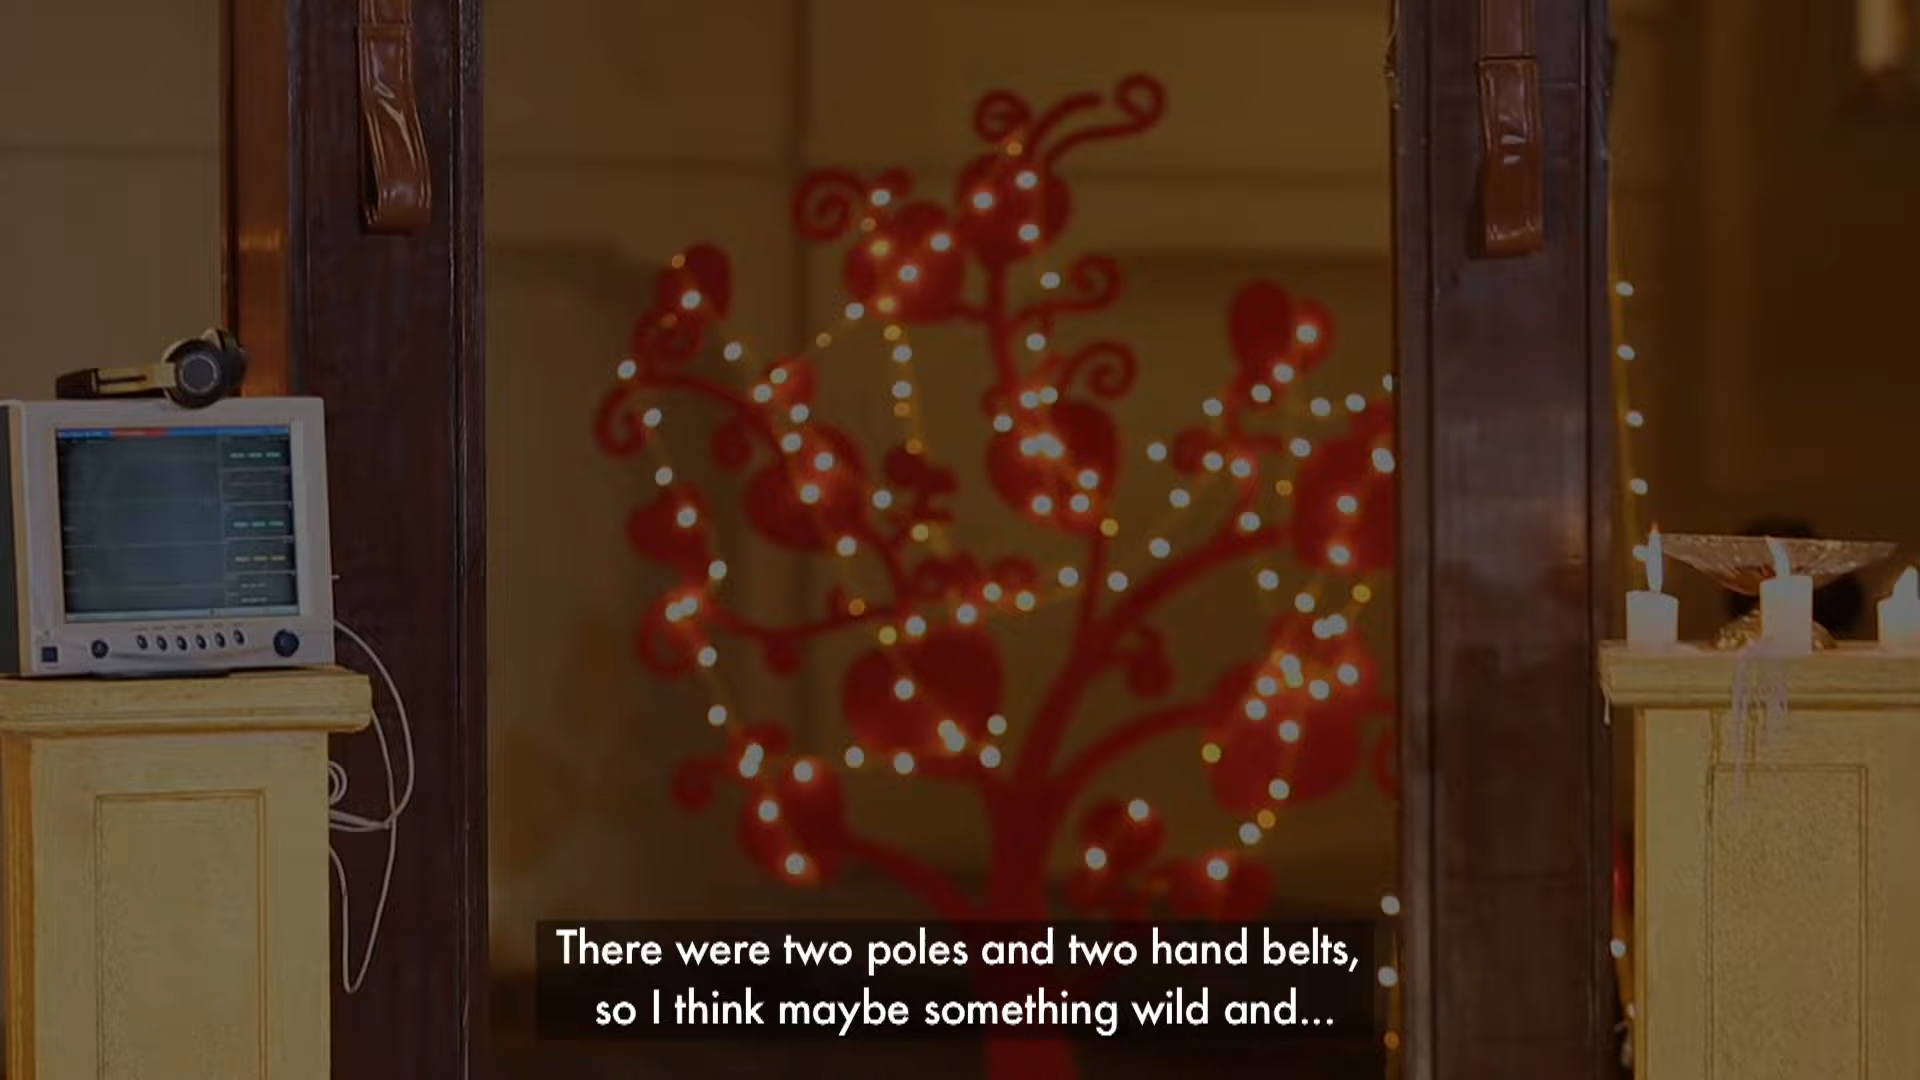 There were two poles and two hand belts,
so I think maybe something wild and...